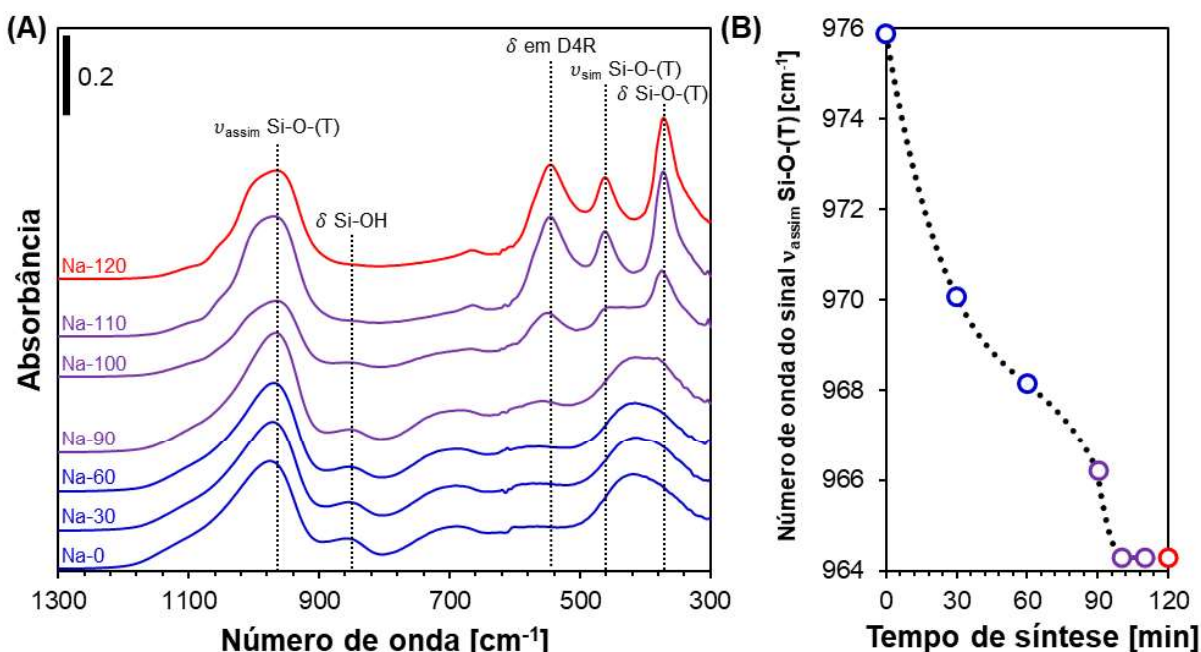 (A)
0.2
δ em D4R
υsim Si-O-(T)
δ Si-O-(T)
υassim Si-O-(T)
δ Si-OH
Na-120
Na-110
Na-100
Na-90
Na-60
Na-30
Na-0
Absorbância
1300 1100 900 700 500 300
Número de onda [cm-1]
(B)
976
974
972
970
968
966
964
Número de onda do sinal νassim Si-O-(T) [cm-1]
0 30 60 90 120
Tempo de síntese [min]